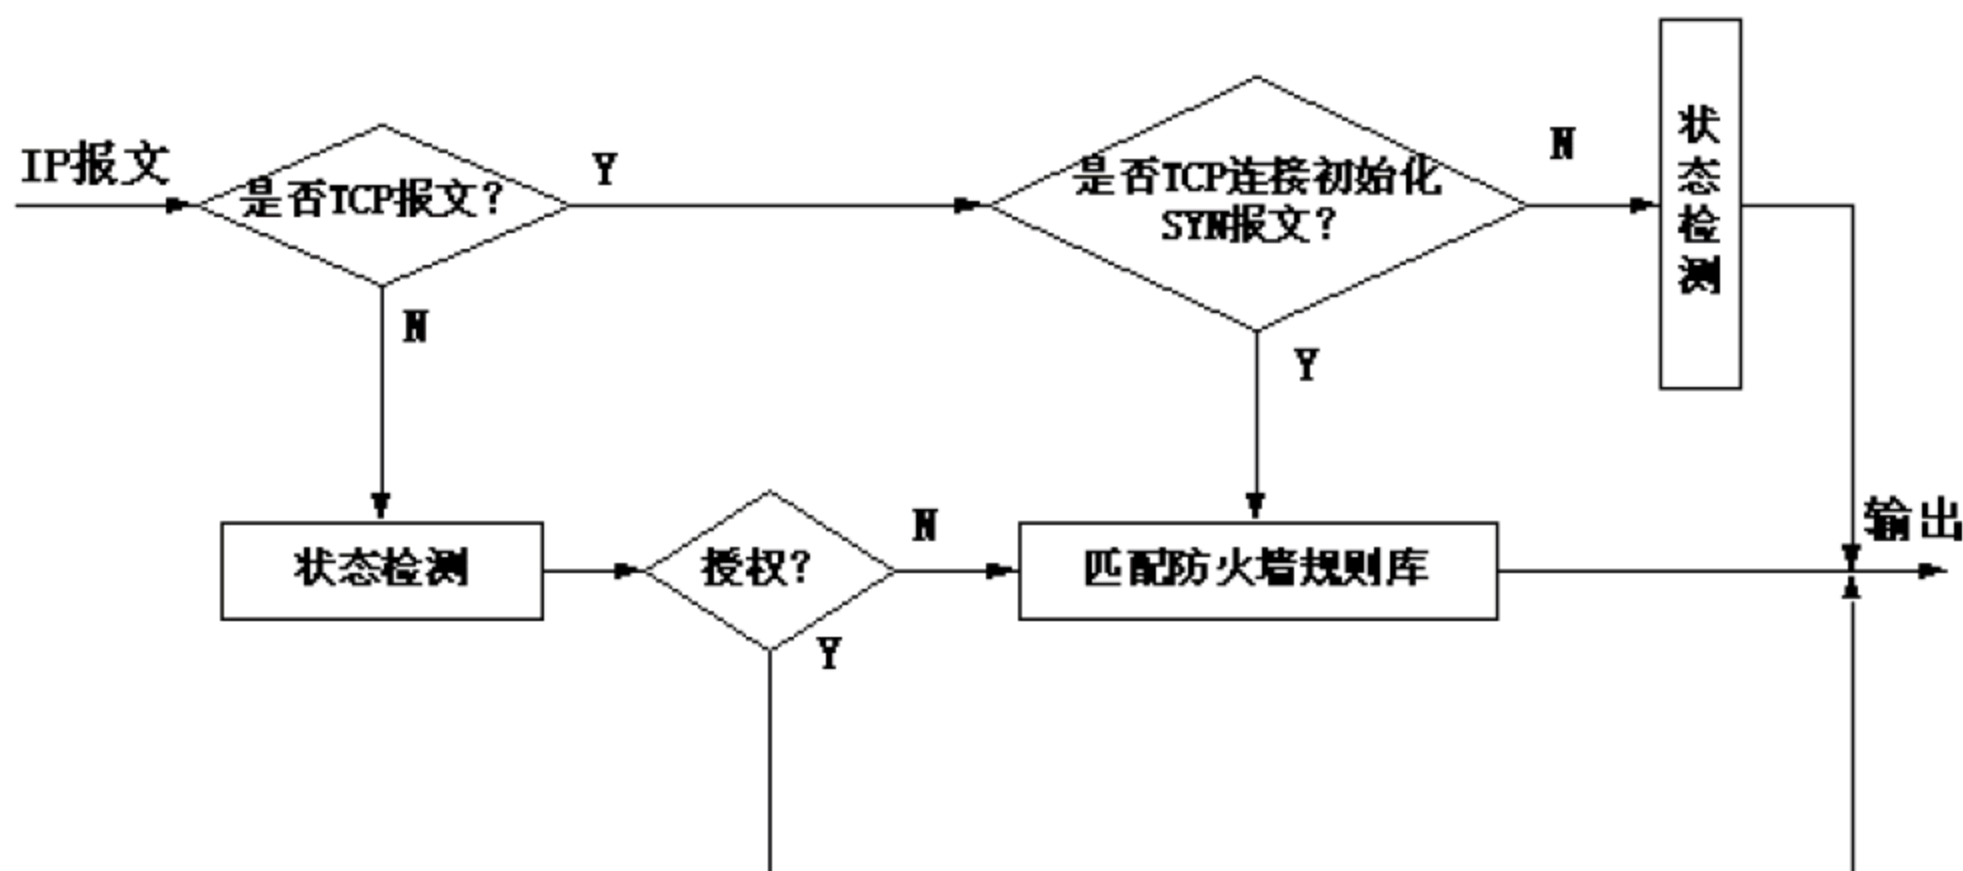 IP报文
是否TCP报文？
Y
是否TCP连接初始化
SYN报文？
N
状态检测
N
Y
状态检测
授权？
N
匹配防火墙规则库
输出
Y